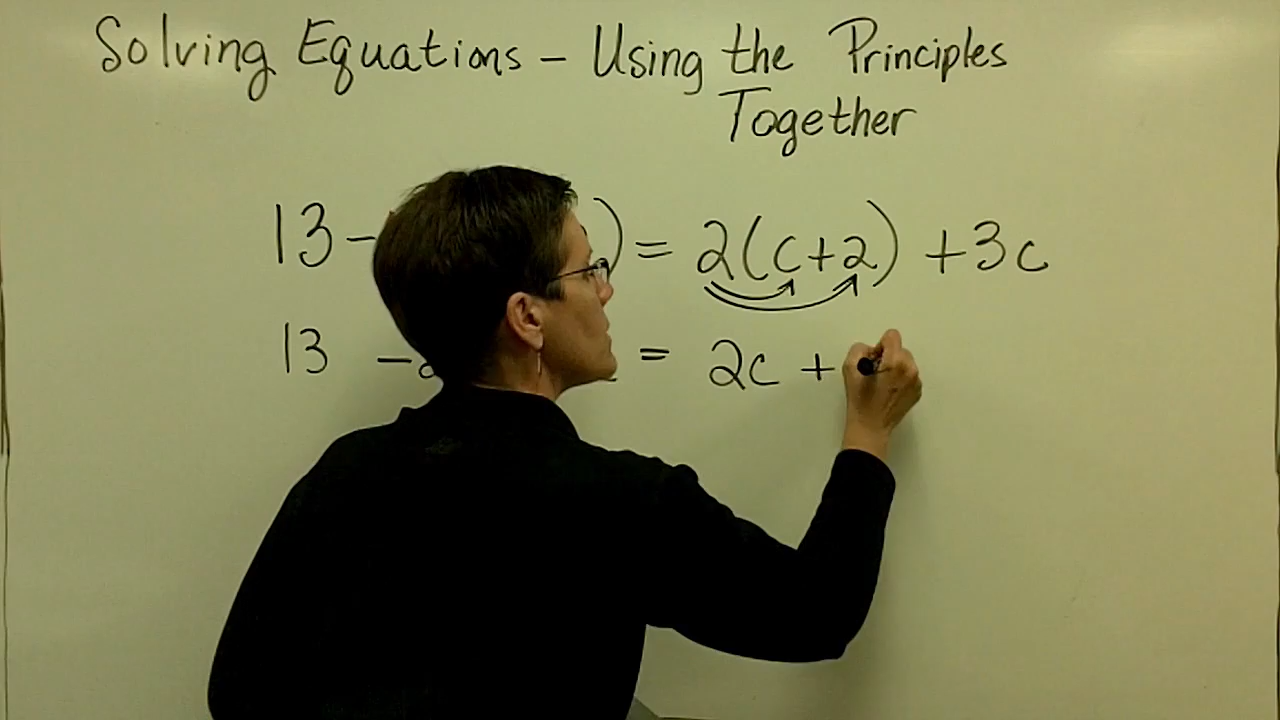 Solving Equations – Using the Principles
Together
13 – ) = 2(c+2) +3c
13 – = 2c +